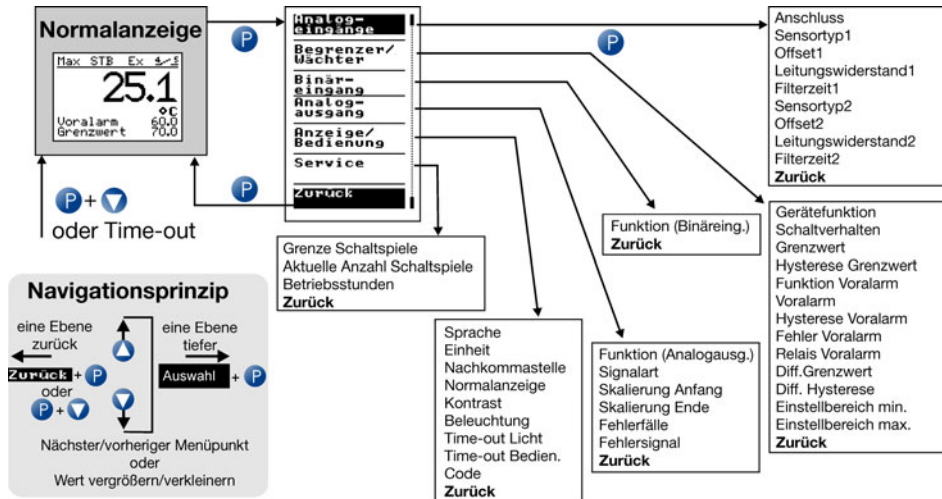 Normalanzeige
Max STB Ex
25.1
°C
Voralarm 60.0
Grenzwert 70.0
P + 
oder Time-out
P
P
Analog-
eingänge
Begrenzer/
Wächter
Binär-
eingang
Analog-
ausgang
Anzeige/
Bedienung
Service
Zurück
P
Anschluss
Sensortyp1
Offset1
Leitungswiderstand1
Filterzeit1
Sensortyp2
Offset2
Leitungswiderstand2
Filterzeit2
Zurück
Gerätefunktion
Schaltverhalten
Grenzwert
Hysterese Grenzwert
Funktion Voralarm
Voralarm
Hysterese Voralarm
Fehler Voralarm
Relais Voralarm
Diff.Grenzwert
Diff. Hysterese
Einstellbereich min.
Einstellbereich max.
Zurück
Funktion (Binäreing.)
Zurück
Funktion (Analogausg.)
Signalart
Skalierung Anfang
Skalierung Ende
Fehlerfälle
Fehlersignal
Zurück
Sprache
Einheit
Nachkommastelle
Normalanzeige
Kontrast
Beleuchtung
Time-out Licht
Time-out Bedien.
Code
Zurück
Grenze Schaltspiele
Aktuelle Anzahl Schaltspiele
Betriebsstunden
Zurück
Navigationsprinzip
eine Ebene
zurück
Zurück + P
oder
P +
eine Ebene
tiefer
Auswahl + P
Nächster/vorheriger Menüpunkt
oder
Wert vergrößern/verkleinern